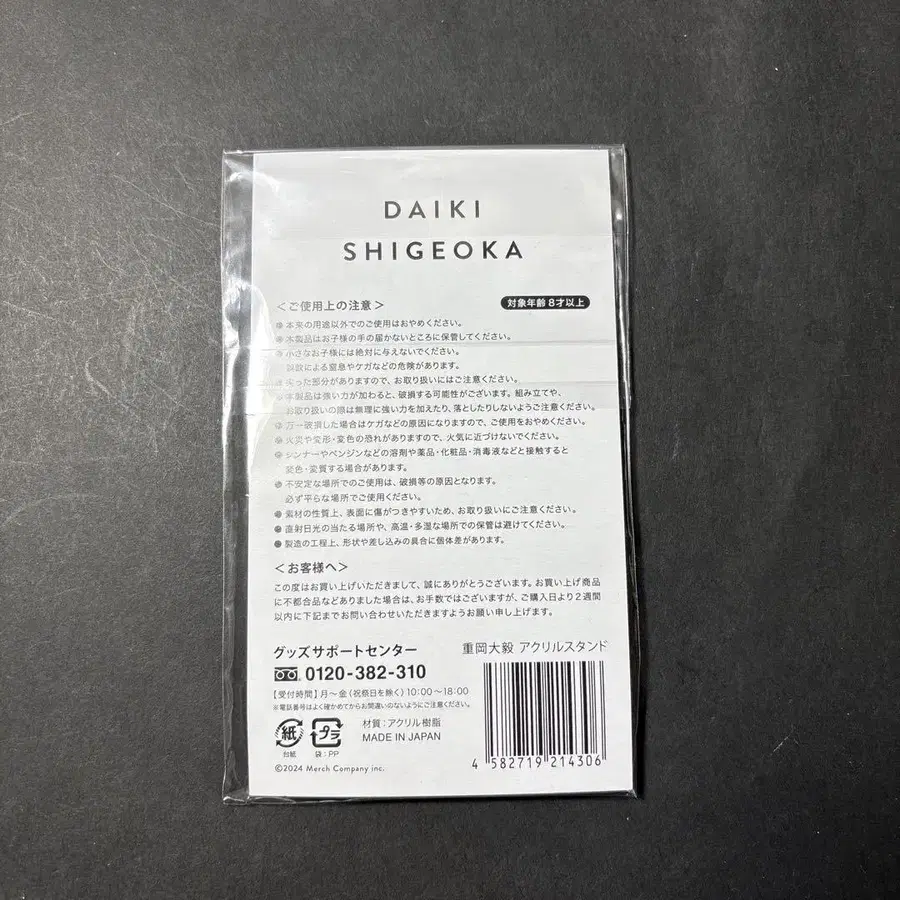 DAIKI
SHIGEOKA
＜ご使用上の注意＞
対象年齢8才以上
●本来の用途以外でのご使用はおやめください。
●本製品はお子様の手の届かないところに保管してください。
●小さなお子様には絶対に与えないでください。
誤飲による窒息やケガなどの危険があります。
●尖った部分がありますので、お取り扱いにはご注意ください。
●本製品は強い力が加わると、破損する可能性がございます。組み立てや、
お取り扱いの際は無理に強い力を加えたり、落としたりしないようご注意ください。
●万一破損した場合はケガなどの原因になりますので、ご使用をおやめください。
●火災や変形・変色の恐れがありますので、火気に近づけないでください。
●シンナーやベンジンなどの溶剤や薬品・化粧品・消毒液などと接触すると
変色・変質する場合があります。
●不安定な場所でのご使用は、破損等の原因となります。
必ず平らな場所でご使用ください。
●素材の性質上、表面に傷がつきやすいため、お取り扱いにご注意ください。
●直射日光の当たる場所や、高温・多湿な場所での保管は避けてください。
●製造の工程上、形状や差し込みの具合に個体差があります。
＜お客様へ＞
この度はお買い上げいただきまして、誠にありがとうございます。お買い上げ商品
に不都合品などありました場合は、お手数ではございますが、ご購入日より2週間
以内に下記までお問い合わせいただきますようお願い申し上げます。
グッズサポートセンター
0120-382-310
【受付時間】月～金(祝祭日を除く)10:00～18:00
※電話番号はよく確かめてからお間違いのないようにご注意ください。
重岡大毅 アクリルスタンド
紙
台紙
プラ
袋：PP
材質：アクリル樹脂
MADE IN JAPAN
4 582719 214306
©2024 Merch Company inc.